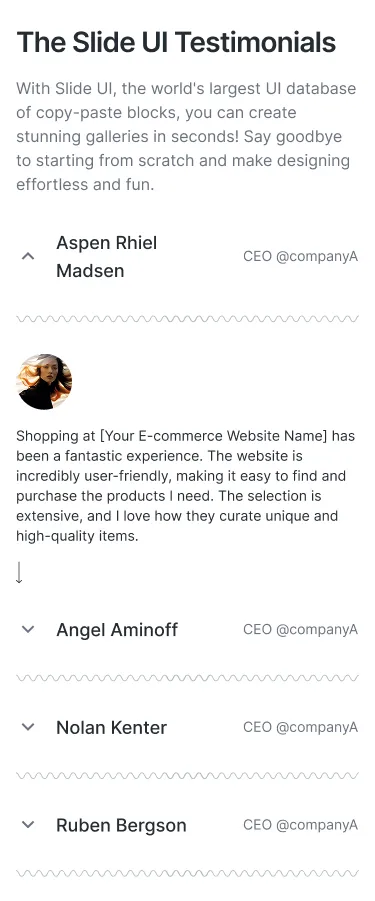 The Slide UI Testimonials
With Slide UI, the world's largest UI database
of copy-paste blocks, you can create
stunning galleries in seconds! Say goodbye
to starting from scratch and make designing
effortless and fun.
Aspen Rhiel
Madsen
CEO @companyA
Shopping at [Your E-commerce Website Name] has
been a fantastic experience. The website is
incredibly user-friendly, making it easy to find and
purchase the products I need. The selection is
extensive, and I love how they curate unique and
high-quality items.
Angel Aminoff CEO @companyA
Nolan Kenter CEO @companyA
Ruben Bergson CEO @companyA